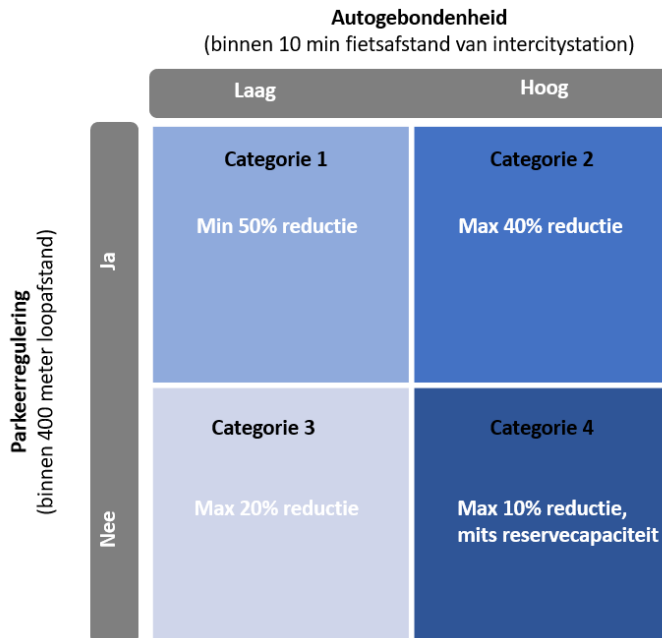 Autogebondenheid
(binnen 10 min fietsafstand van intercitystation)
Laag
Hoog
Parkeerregulering
(binnen 400 meter loopafstand)
Ja
Categorie 1
Min 50% reductie
Categorie 2
Max 40% reductie
Nee
Categorie 3
Max 20% reductie
Categorie 4
Max 10% reductie,
mits reservecapaciteit